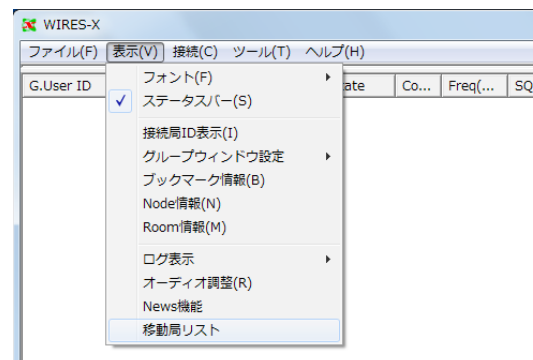 WIRES-X
ファイル(F) 表示(V) 接続(C) ツール(T) ヘルプ(H)
G.User ID ate Co... Freq(... SQ
フォント(F)
ステータスバー(S)
接続局ID表示(I)
グループウィンドウ設定
ブックマーク情報(B)
Node情報(N)
Room情報(M)
ログ表示
オーディオ調整(R)
News機能
移動局リスト